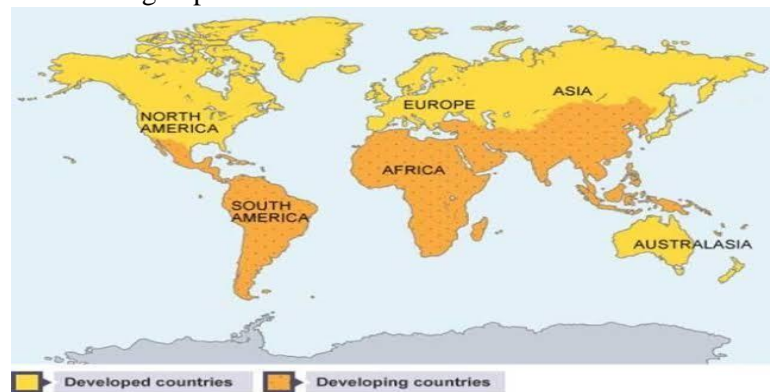 ASIA
EUROPE
NORTH
AMERICA
AFRICA
SOUTH
AMERICA
AUSTRALASIA
Developed countries
Developing countries